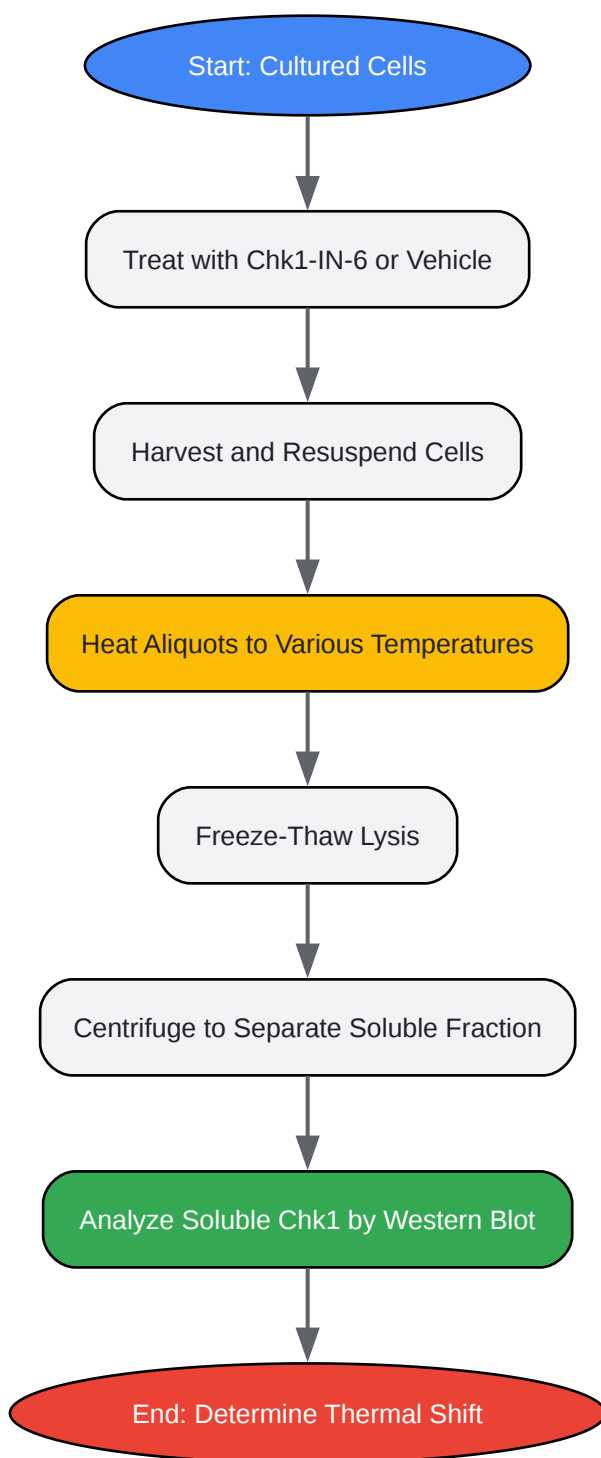 Start: Cultured Cells
Treat with Chk1-IN-6 or Vehicle
Harvest and Resuspend Cells
Heat Aliquots to Various Temperatures
Freeze-Thaw Lysis
Centrifuge to Separate Soluble Fraction
Analyze Soluble Chk1 by Western Blot
End: Determine Thermal Shift